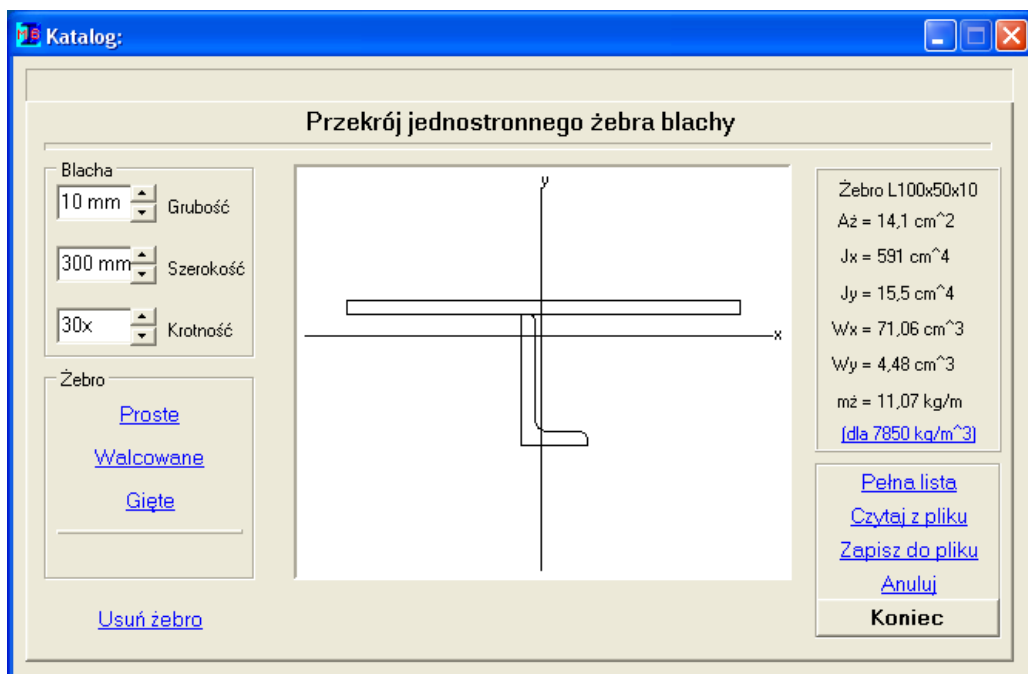 Katalog:
Przekrój jednostronnego żebra blachy
Blacha
10 mm Grubość
300 mm Szerokość
30x Krotność
Żebro
Proste
Walcowane
Gięte
Usuń żebro
y
x
Żebro L100x50x10
Aż = 14,1 cm^2
Jx = 591 cm^4
Jy = 15,5 cm^4
Wx = 71,06 cm^3
Wy = 4,48 cm^3
mż = 11,07 kg/m
(dla 7850 kg/m^3)
Pełna lista
Czytaj z pliku
Zapisz do pliku
Anuluj
Koniec